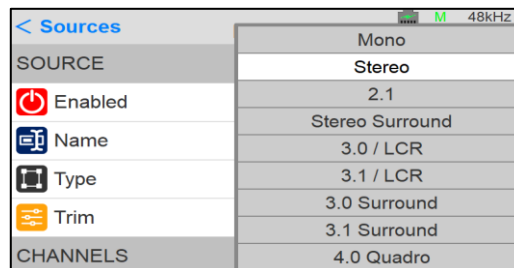 < Sources
M 48kHz
SOURCE
Enabled
Name
Type
Trim
CHANNELS
Mono
Stereo
2.1
Stereo Surround
3.0 / LCR
3.1 / LCR
3.0 Surround
3.1 Surround
4.0 Quadro